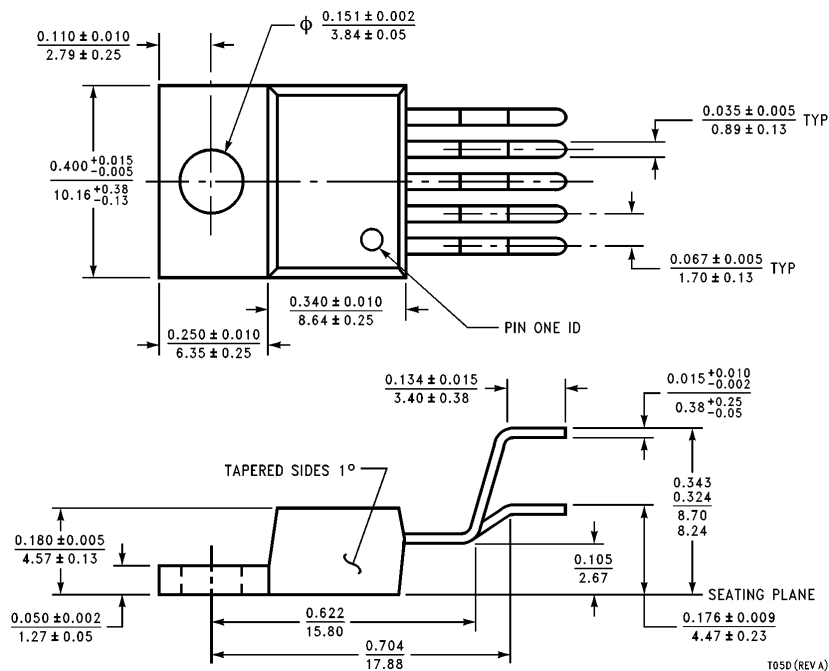 ϕ 0.151 ± 0.002
3.84 ± 0.05
0.110 ± 0.010
2.79 ± 0.25
0.035 ± 0.005 TYP
0.89 ± 0.13
0.400 +0.015 -0.005
10.16 +0.38 -0.13
0.067 ± 0.005 TYP
1.70 ± 0.13
0.340 ± 0.010
8.64 ± 0.25
PIN ONE ID
0.250 ± 0.010
6.35 ± 0.25
0.134 ± 0.015
3.40 ± 0.38
0.015 +0.010 -0.002
0.38 +0.25 -0.05
TAPERED SIDES 1°
0.343
0.324
8.70
8.24
0.180 ± 0.005
4.57 ± 0.13
0.105
2.67
SEATING PLANE
0.050 ± 0.002
1.27 ± 0.05
0.622
15.80
0.176 ± 0.009
4.47 ± 0.23
0.704
17.88
T05D (REV A)